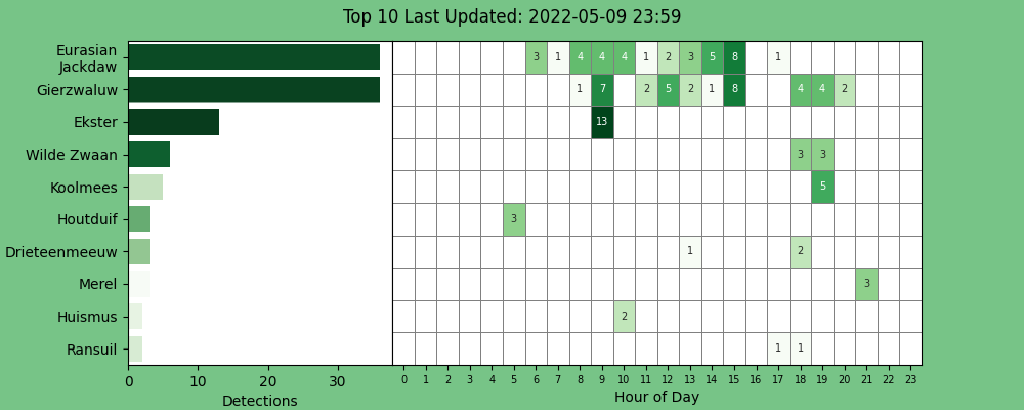 Top 10 Last Updated: 2022-05-09 23:59
Eurasian
Jackdaw
3 1 4 4 4 1 2 3 5 8 1
Gierzwaluw
1 7 2 5 2 1 8 4 4 2
Ekster
13
Wilde Zwaan
3 3
Koolmees
5
Houtduif
3
Drieteenmeeuw
1 2
Merel
3
Huismus
2
Ransuil
1 1
0 10 20 30
0 1 2 3 4 5 6 7 8 9 10 11 12 13 14 15 16 17 18 19 20 21 22 23
Detections
Hour of Day